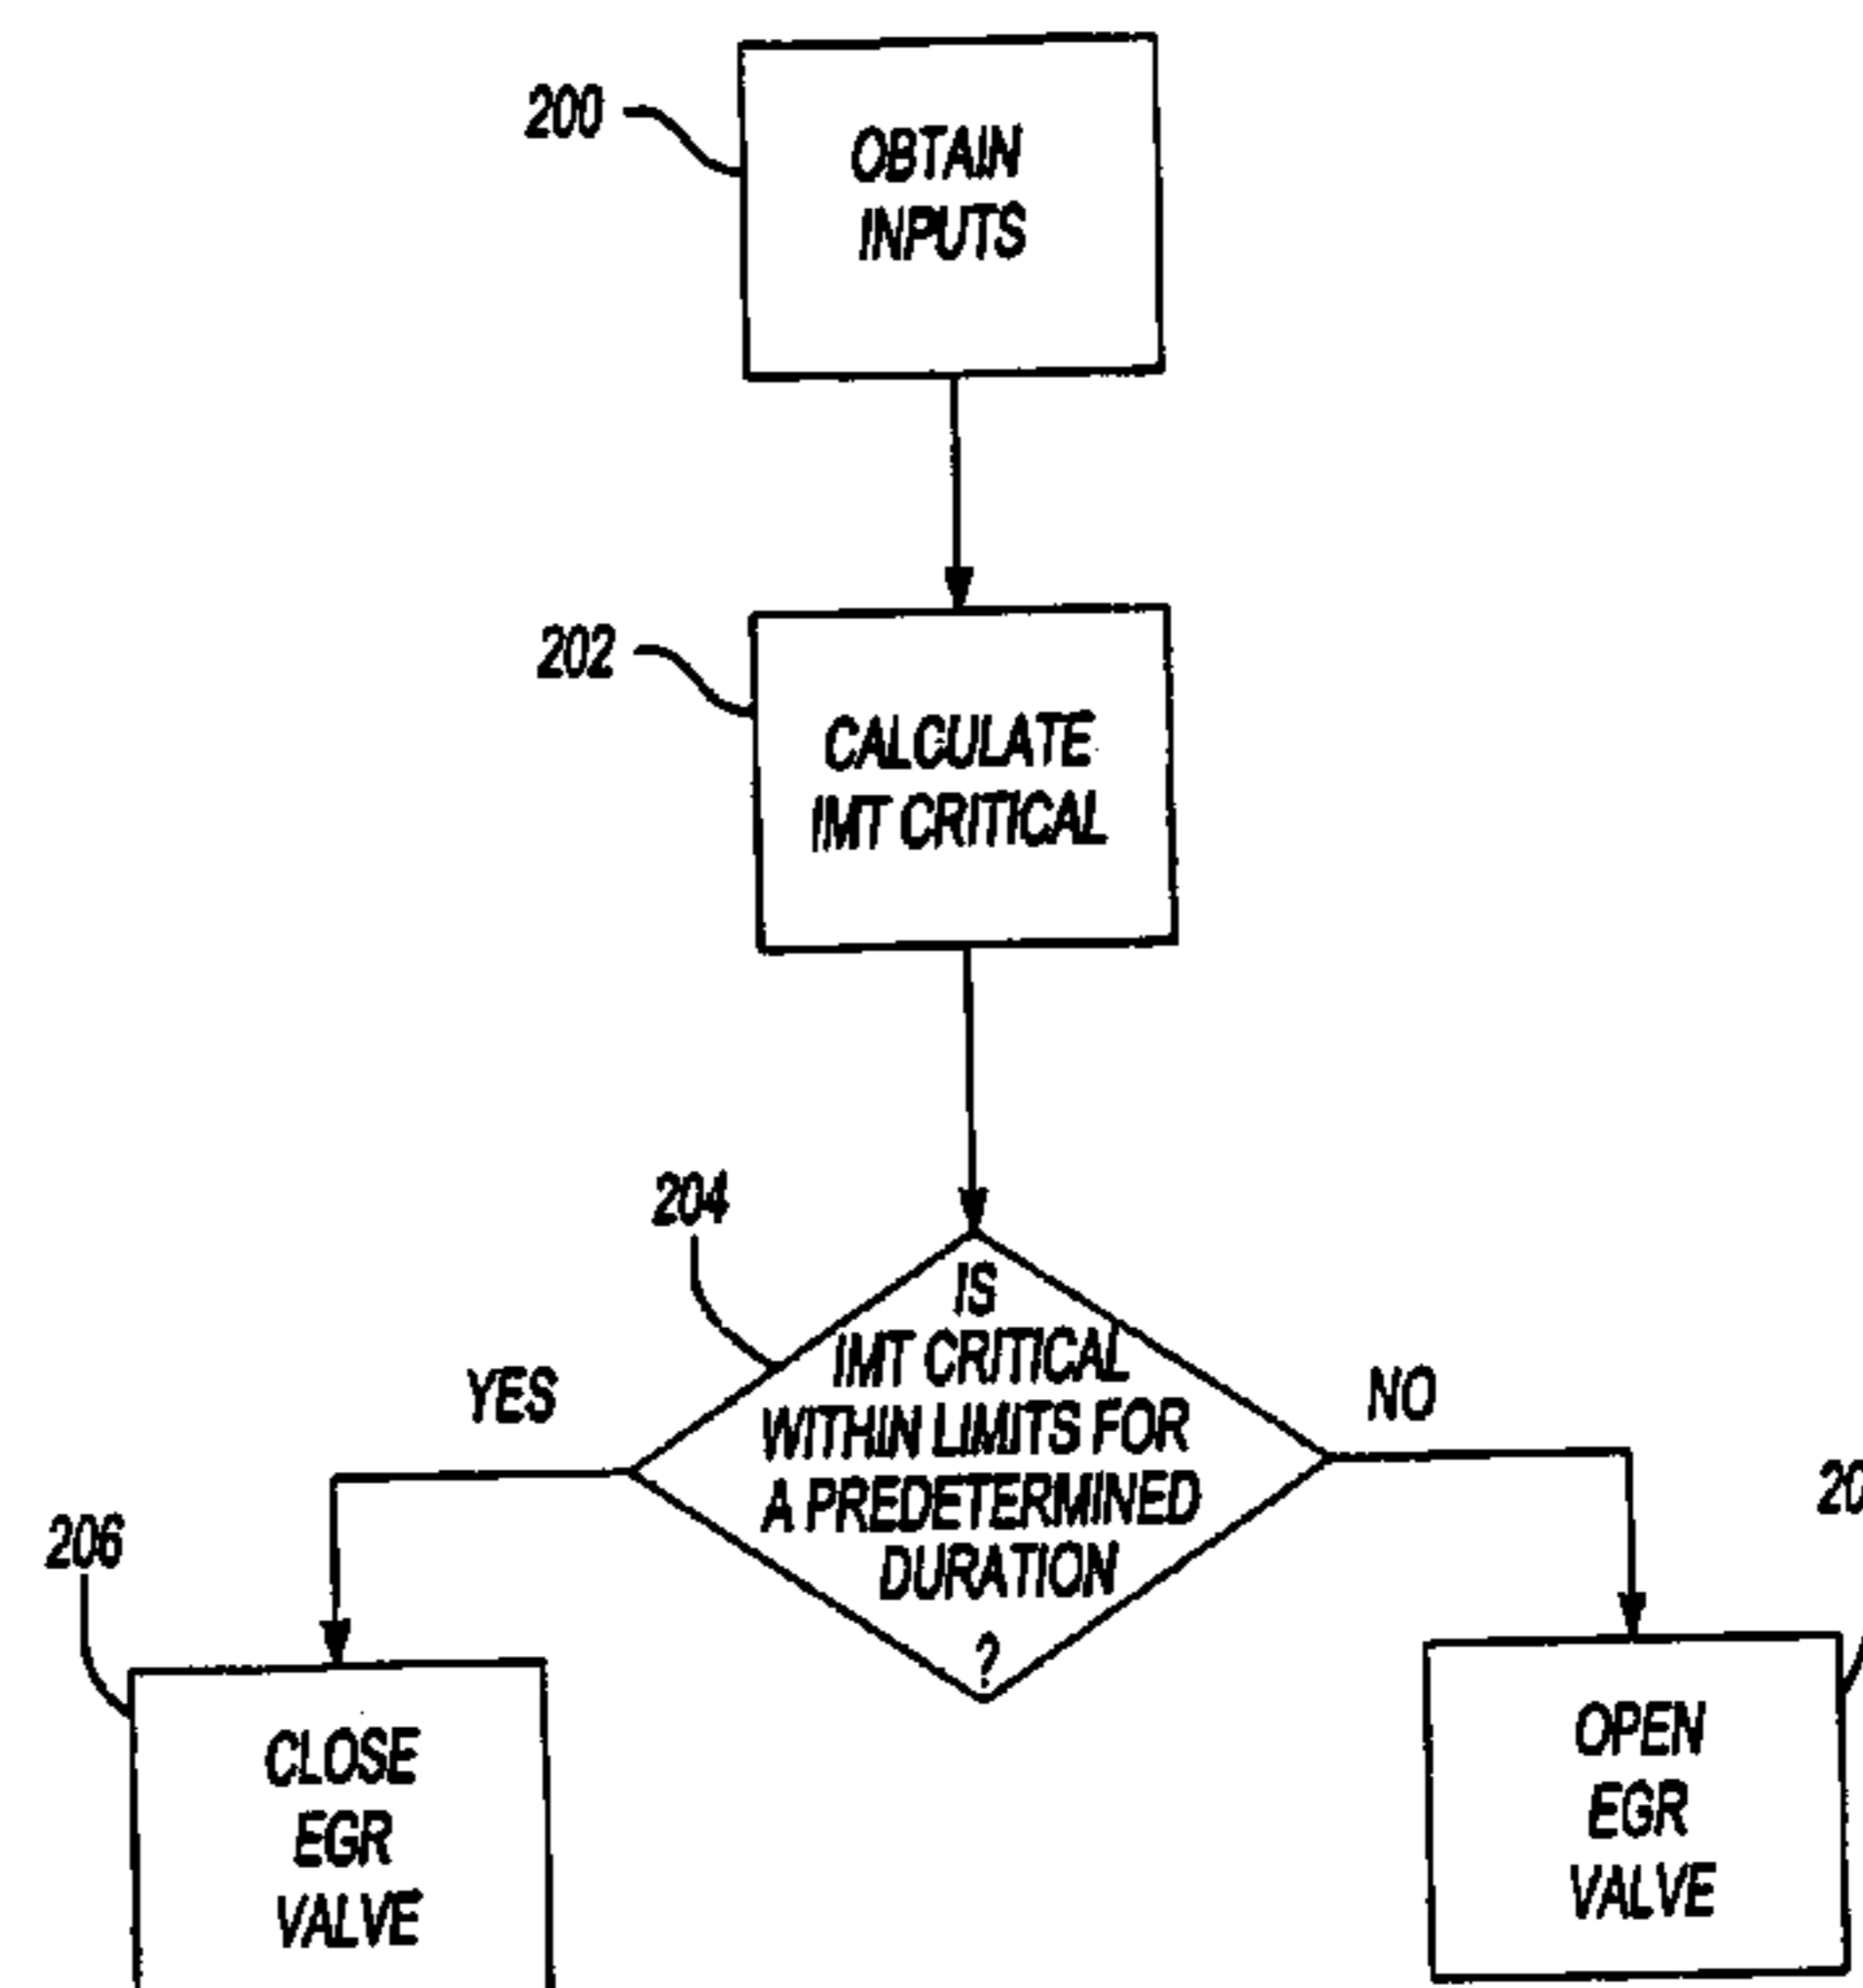 200
OBTAIN
INPUTS
202
CALCULATE
IMT CRITICAL
204
IS
IMT CRITICAL
WITHIN LIMITS FOR
A PREDETERMINED
DURATION
?
YES
NO
206
CLOSE
EGR
VALVE
OPEN
EGR
VALVE